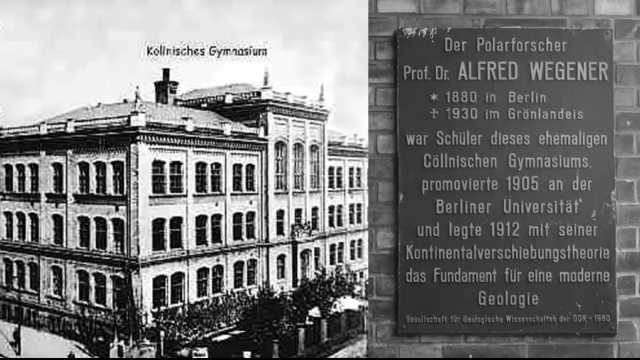 Kollnisches Gymnasium
Der Polarforscher
Prof. Dr. ALFRED WEGENER
* 1880 in Berlin
✝ 1930 im Grönlandeis
war Schüler dieses ehemaligen
Cöllnischen Gymnasiums,
promovierte 1905 an der
Berliner Universität
und legte 1912 mit seiner
Kontinentalverschiebungstheorie
das Fundament für eine moderne
Geologie
Gesellschaft für Geologische Wissenschaften der DDR - 1980